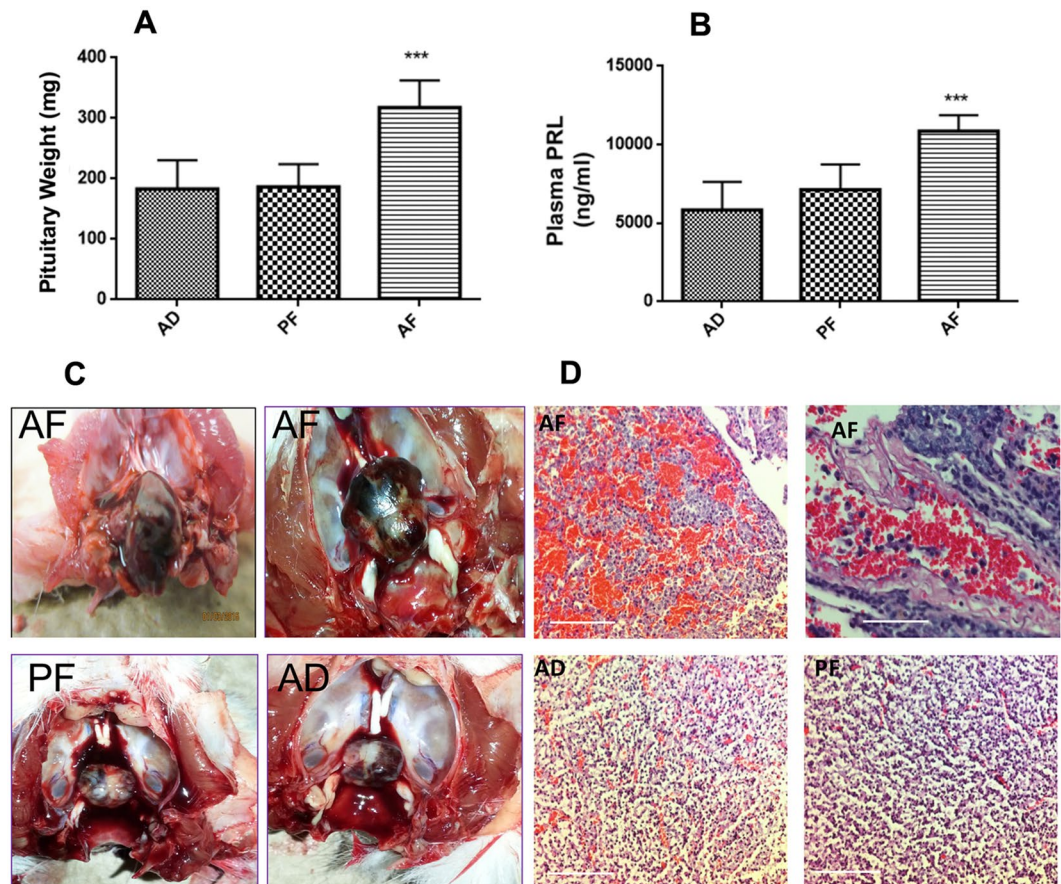 A
Pituitary Weight (mg)
400
300
200
100
0
***
AD
PF
AF
B
Plasma PRL
(ng/ml)
15000
10000
5000
0
***
AD
PF
AF
C
AF
AF
PF
AD
D
AF
AF
AD
PF